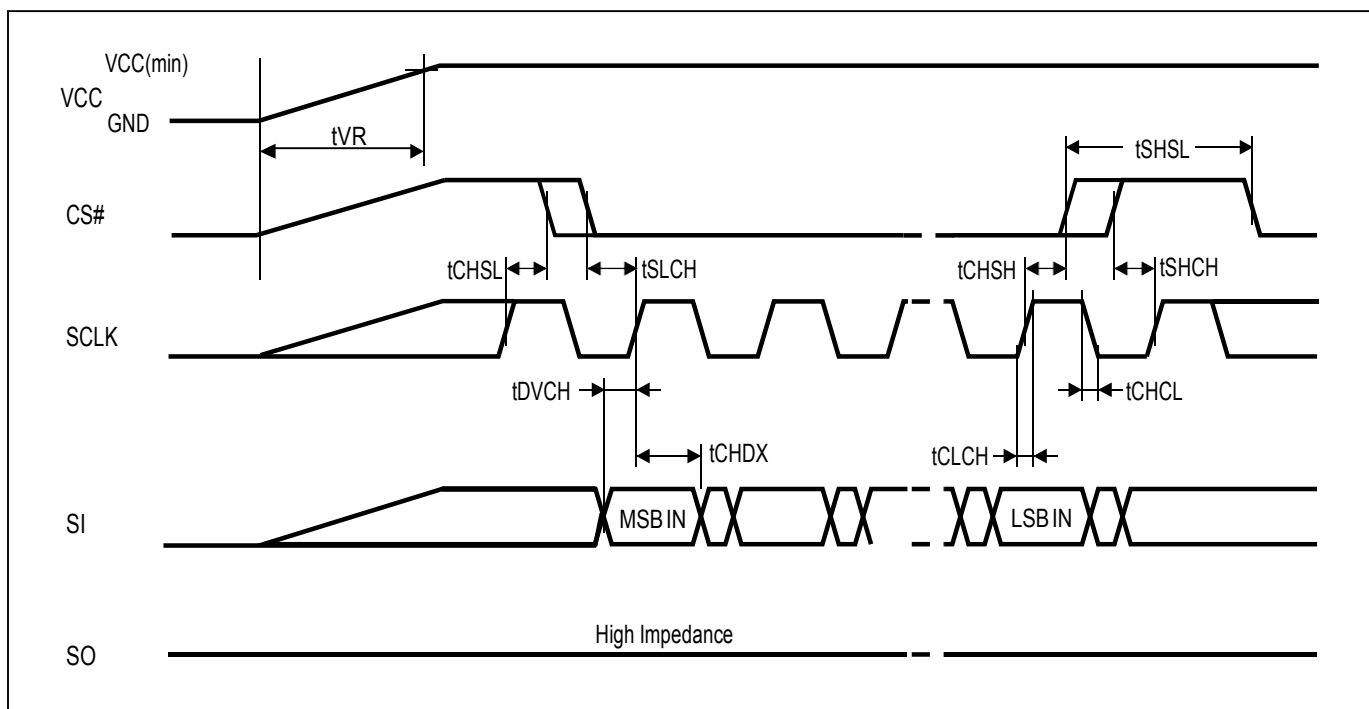 VCC(min)
VCC
GND
tVR
tSHSL
CS#
tCHSL
tSLCH
tCHSH
tSHCH
SCLK
tDVCH
tCHCL
tCHDX
tCLCH
SI
MSB IN
LSB IN
High Impedance
SO